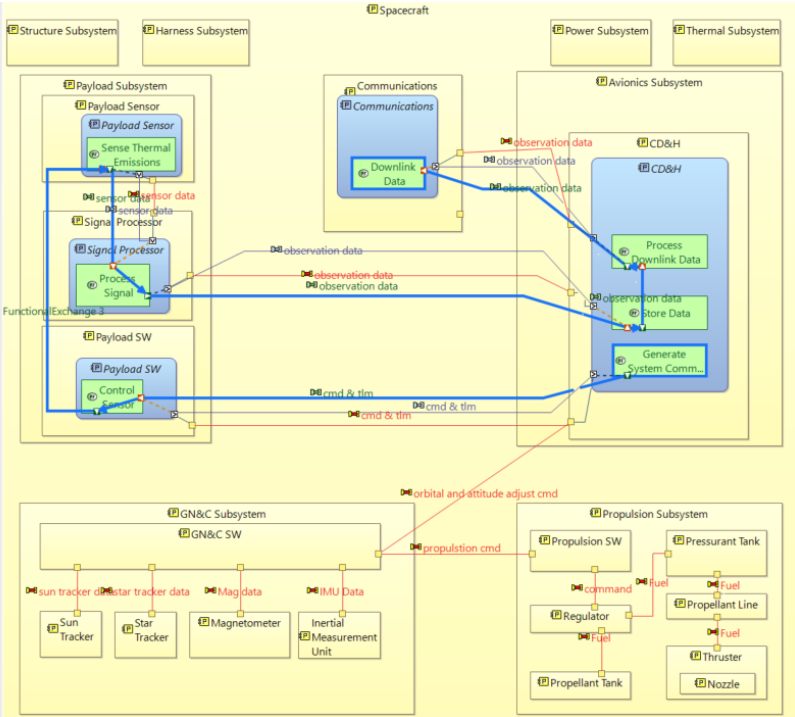 Spacecraft
Structure Subsystem
Harness Subsystem
Power Subsystem
Thermal Subsystem
Payload Subsystem
Payload Sensor
Payload Sensor
Sense Thermal
Emissions
sensor data
sensor data
sensor data
Signal Processor
Signal Processor
Process
Signal
FunctionalExchange 3
Payload SW
Payload SW
Control
Sensor
Communications
Communications
Downlink
Data
observation data
observation data
observation data
observation data
observation data
observation data
observation data
cmd & tlm
cmd & tlm
cmd & tlm
Avionics Subsystem
CD&H
CD&H
Process
Downlink Data
Store Data
Generate
System Comm...
orbital and attitude adjust cmd
GN&C Subsystem
GN&C SW
propulstion cmd
sun tracker data
star tracker data
Mag data
IMU Data
Sun
Tracker
Star
Tracker
Magnetometer
Inertial
Measurement
Unit
Propulsion Subsystem
Propulsion SW
Pressurant Tank
command
Fuel
Fuel
Propellant Line
Regulator
Fuel
Fuel
Thruster
Propellant Tank
Nozzle